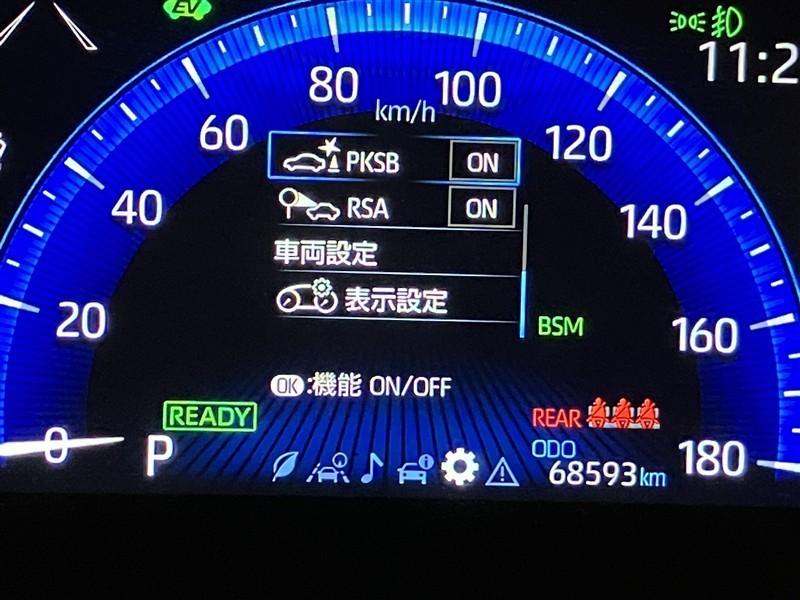 EV
11:2
80
100
km/h
60
120
PKSB ON
40
RSA ON
140
車両設定
20
表示設定
BSM
160
OK:機能 ON/OFF
READY
REAR
0
P
ODO
68593km
180